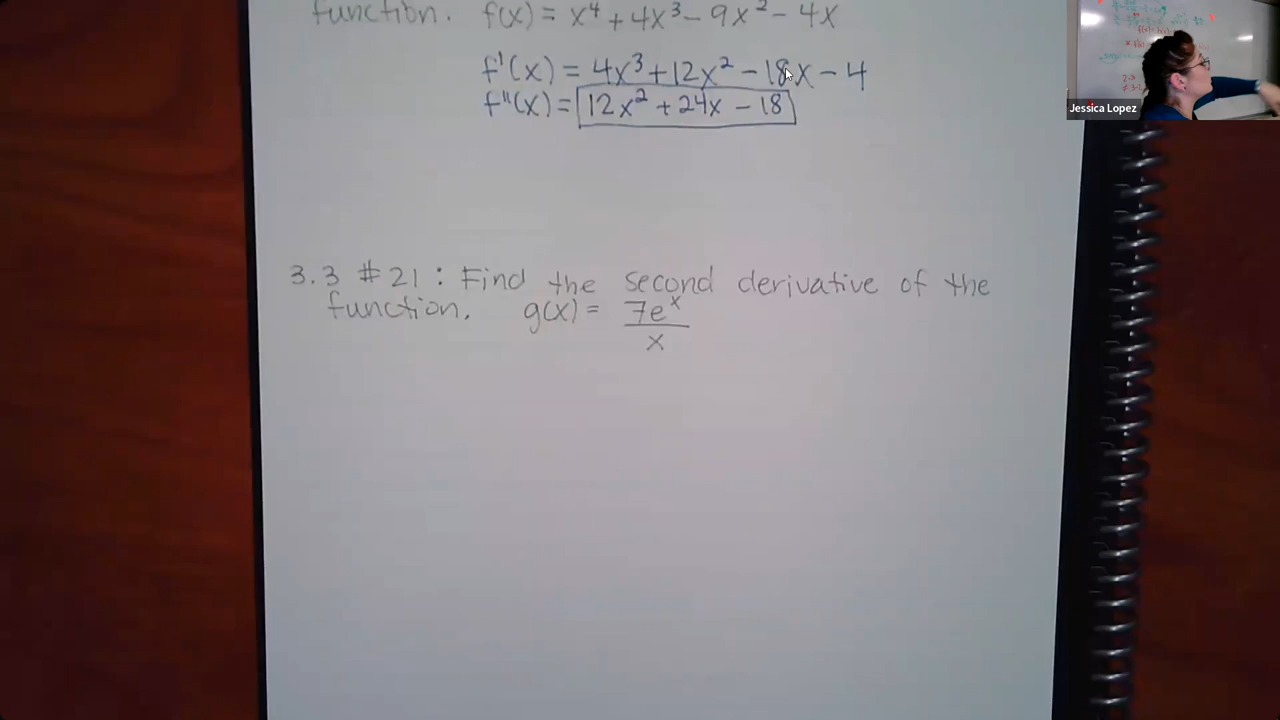 function. f(x) = x⁴ + 4x³ - 9x² - 4x
f'(x) = 4x³ + 12x² - 18x - 4
f''(x) = 12x² + 24x - 18
3.3 #21 : Find the second derivative of the
function. g(x) = 7eˣ/x
Jessica Lopez